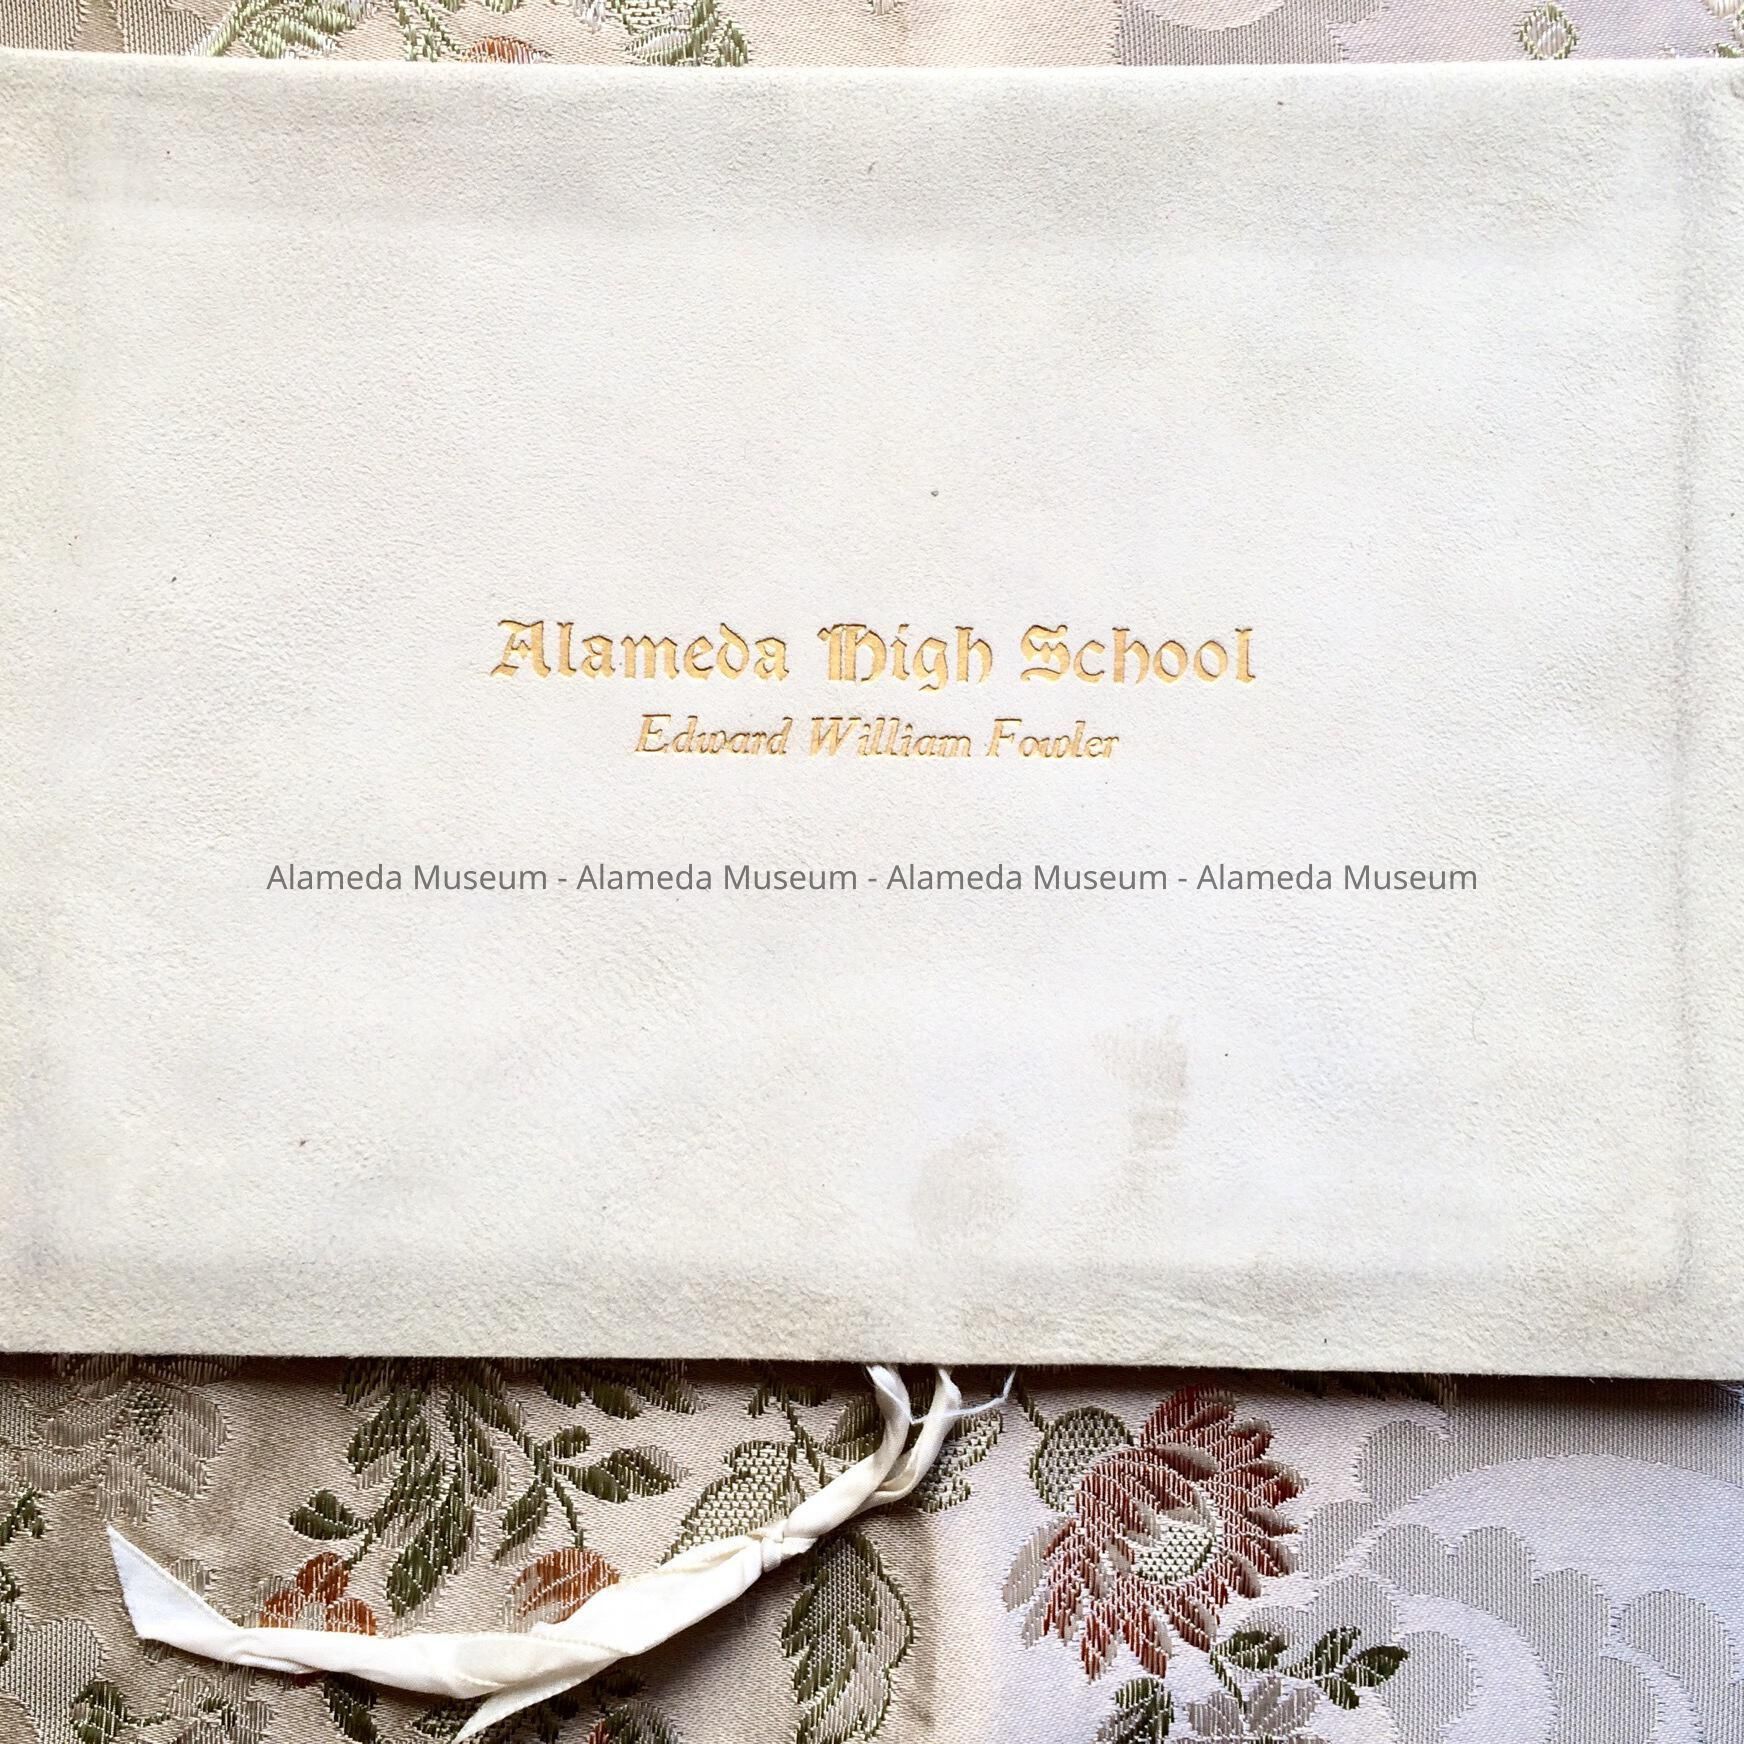 Alameda High School
Edward William Fowler
Alameda Museum - Alameda Museum - Alameda Museum - Alameda Museum